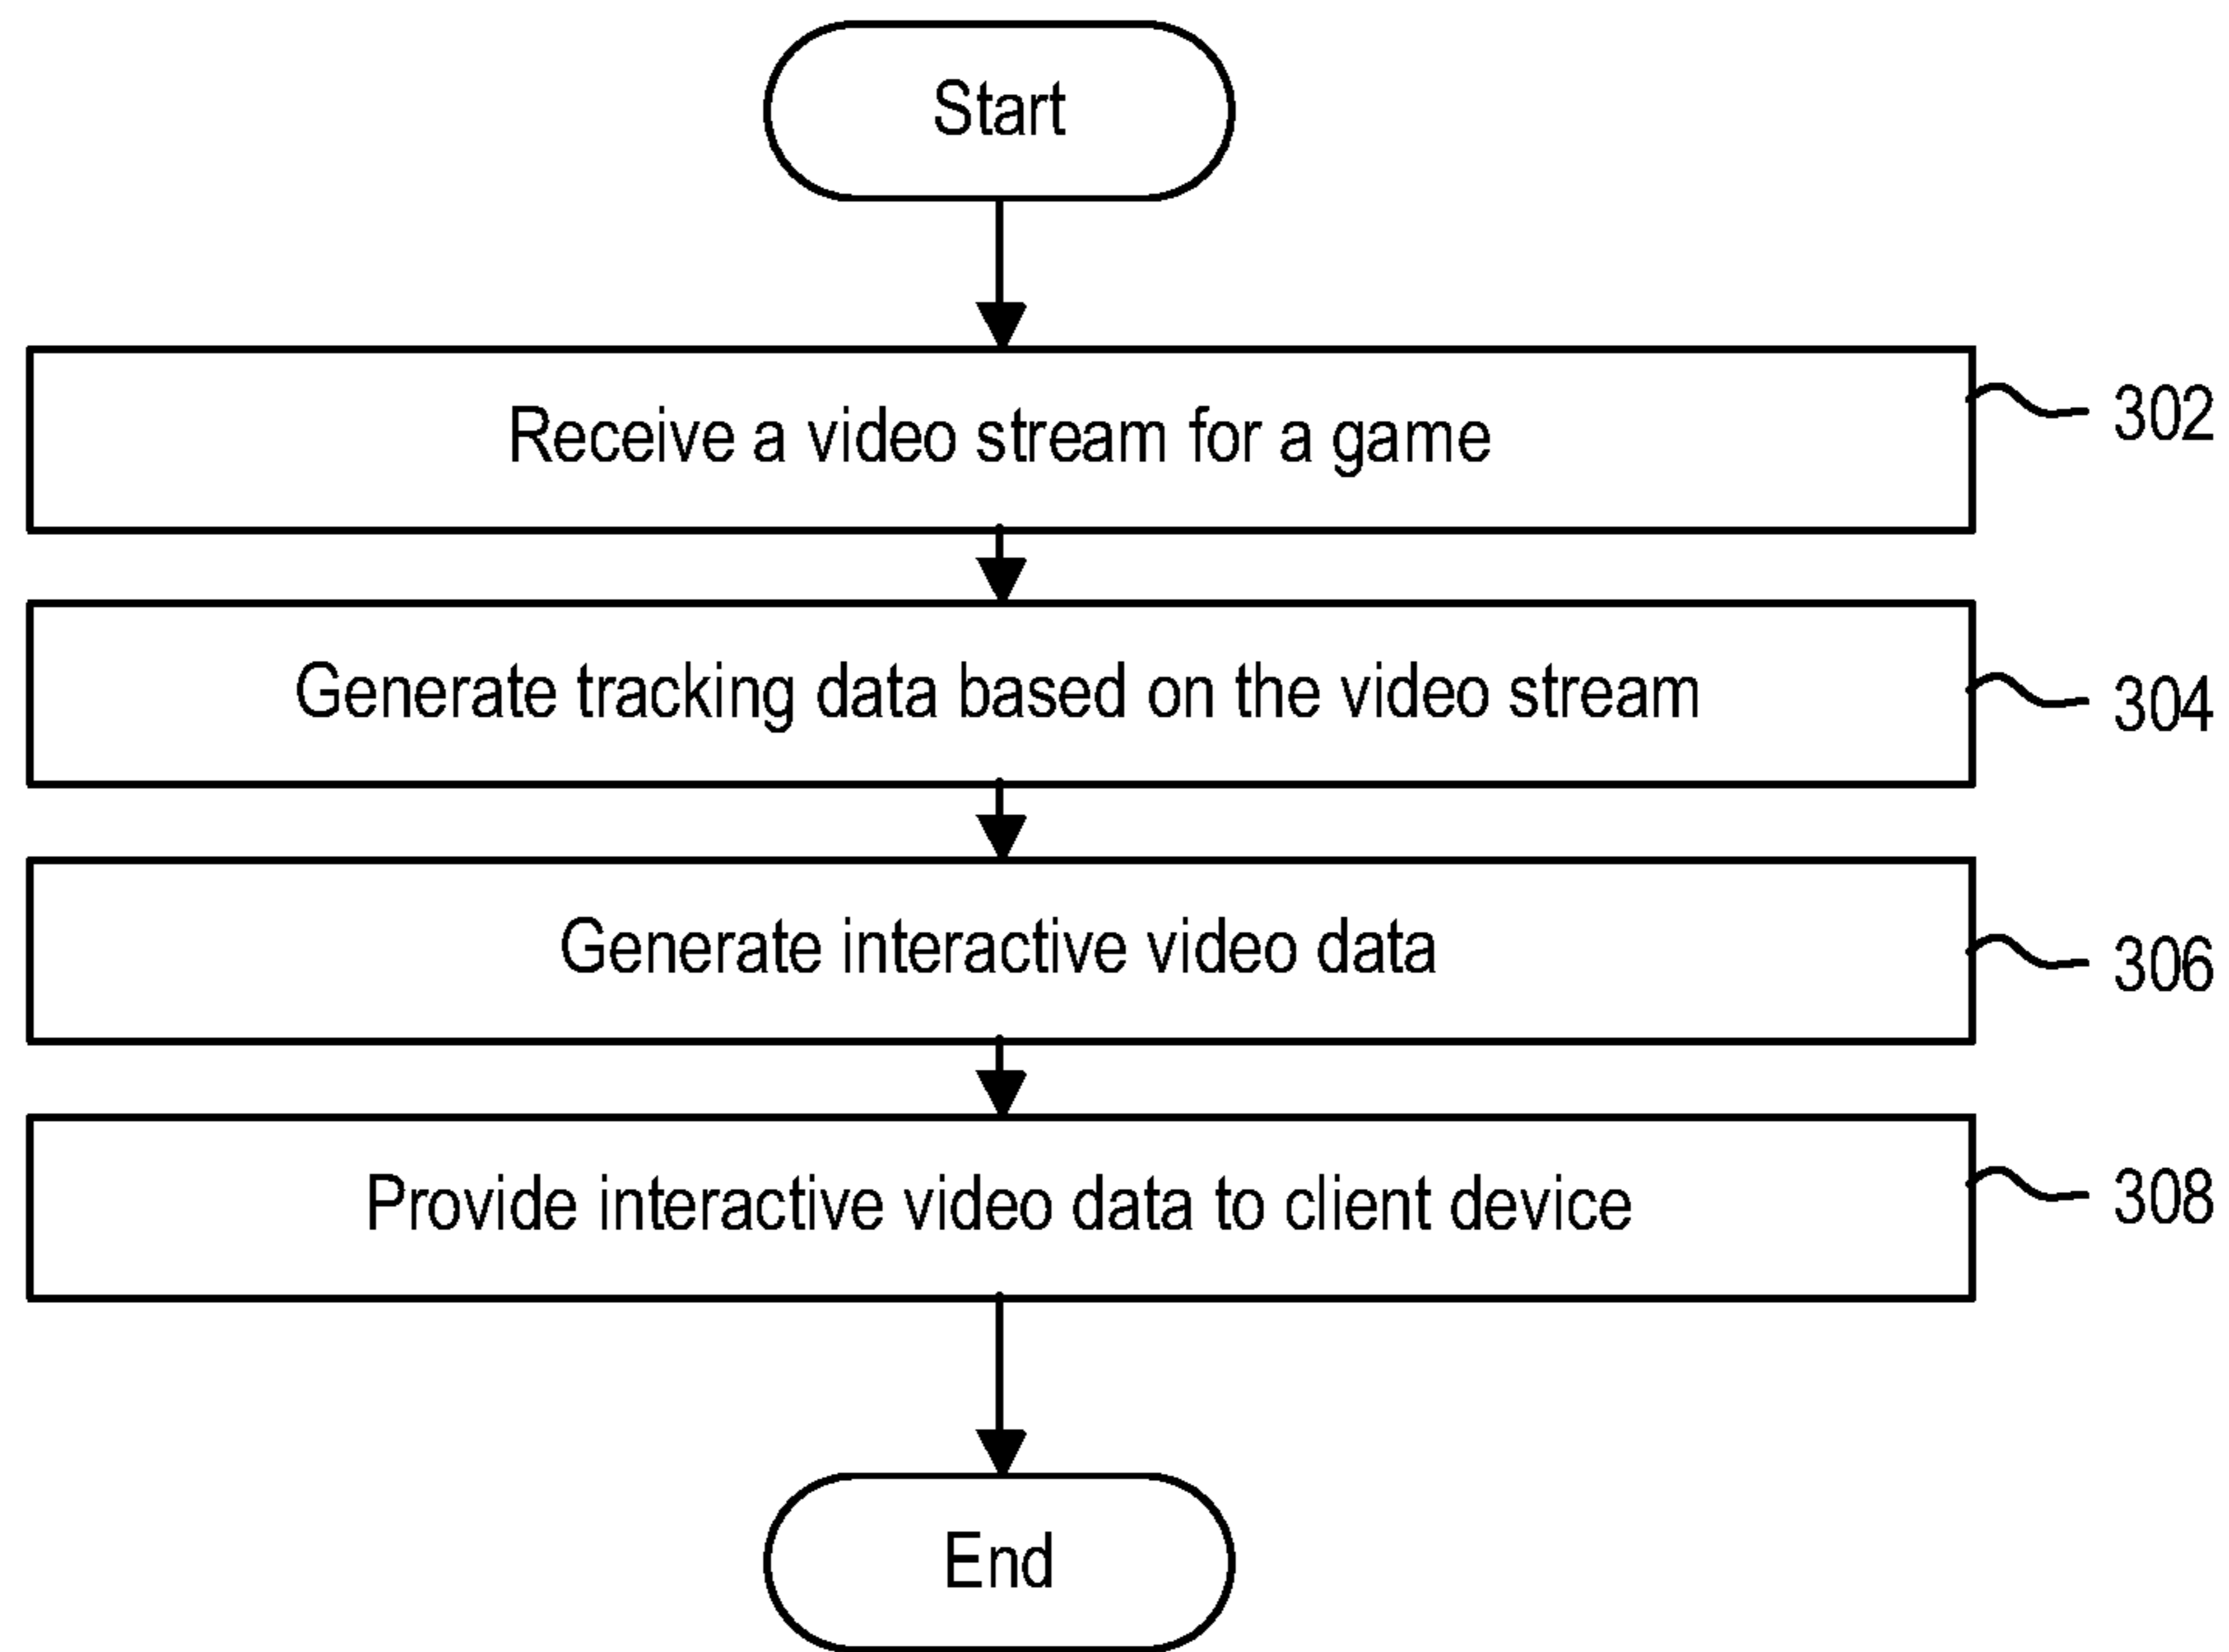 Start
Receive a video stream for a game
302
Generate tracking data based on the video stream
304
Generate interactive video data
306
Provide interactive video data to client device
308
End